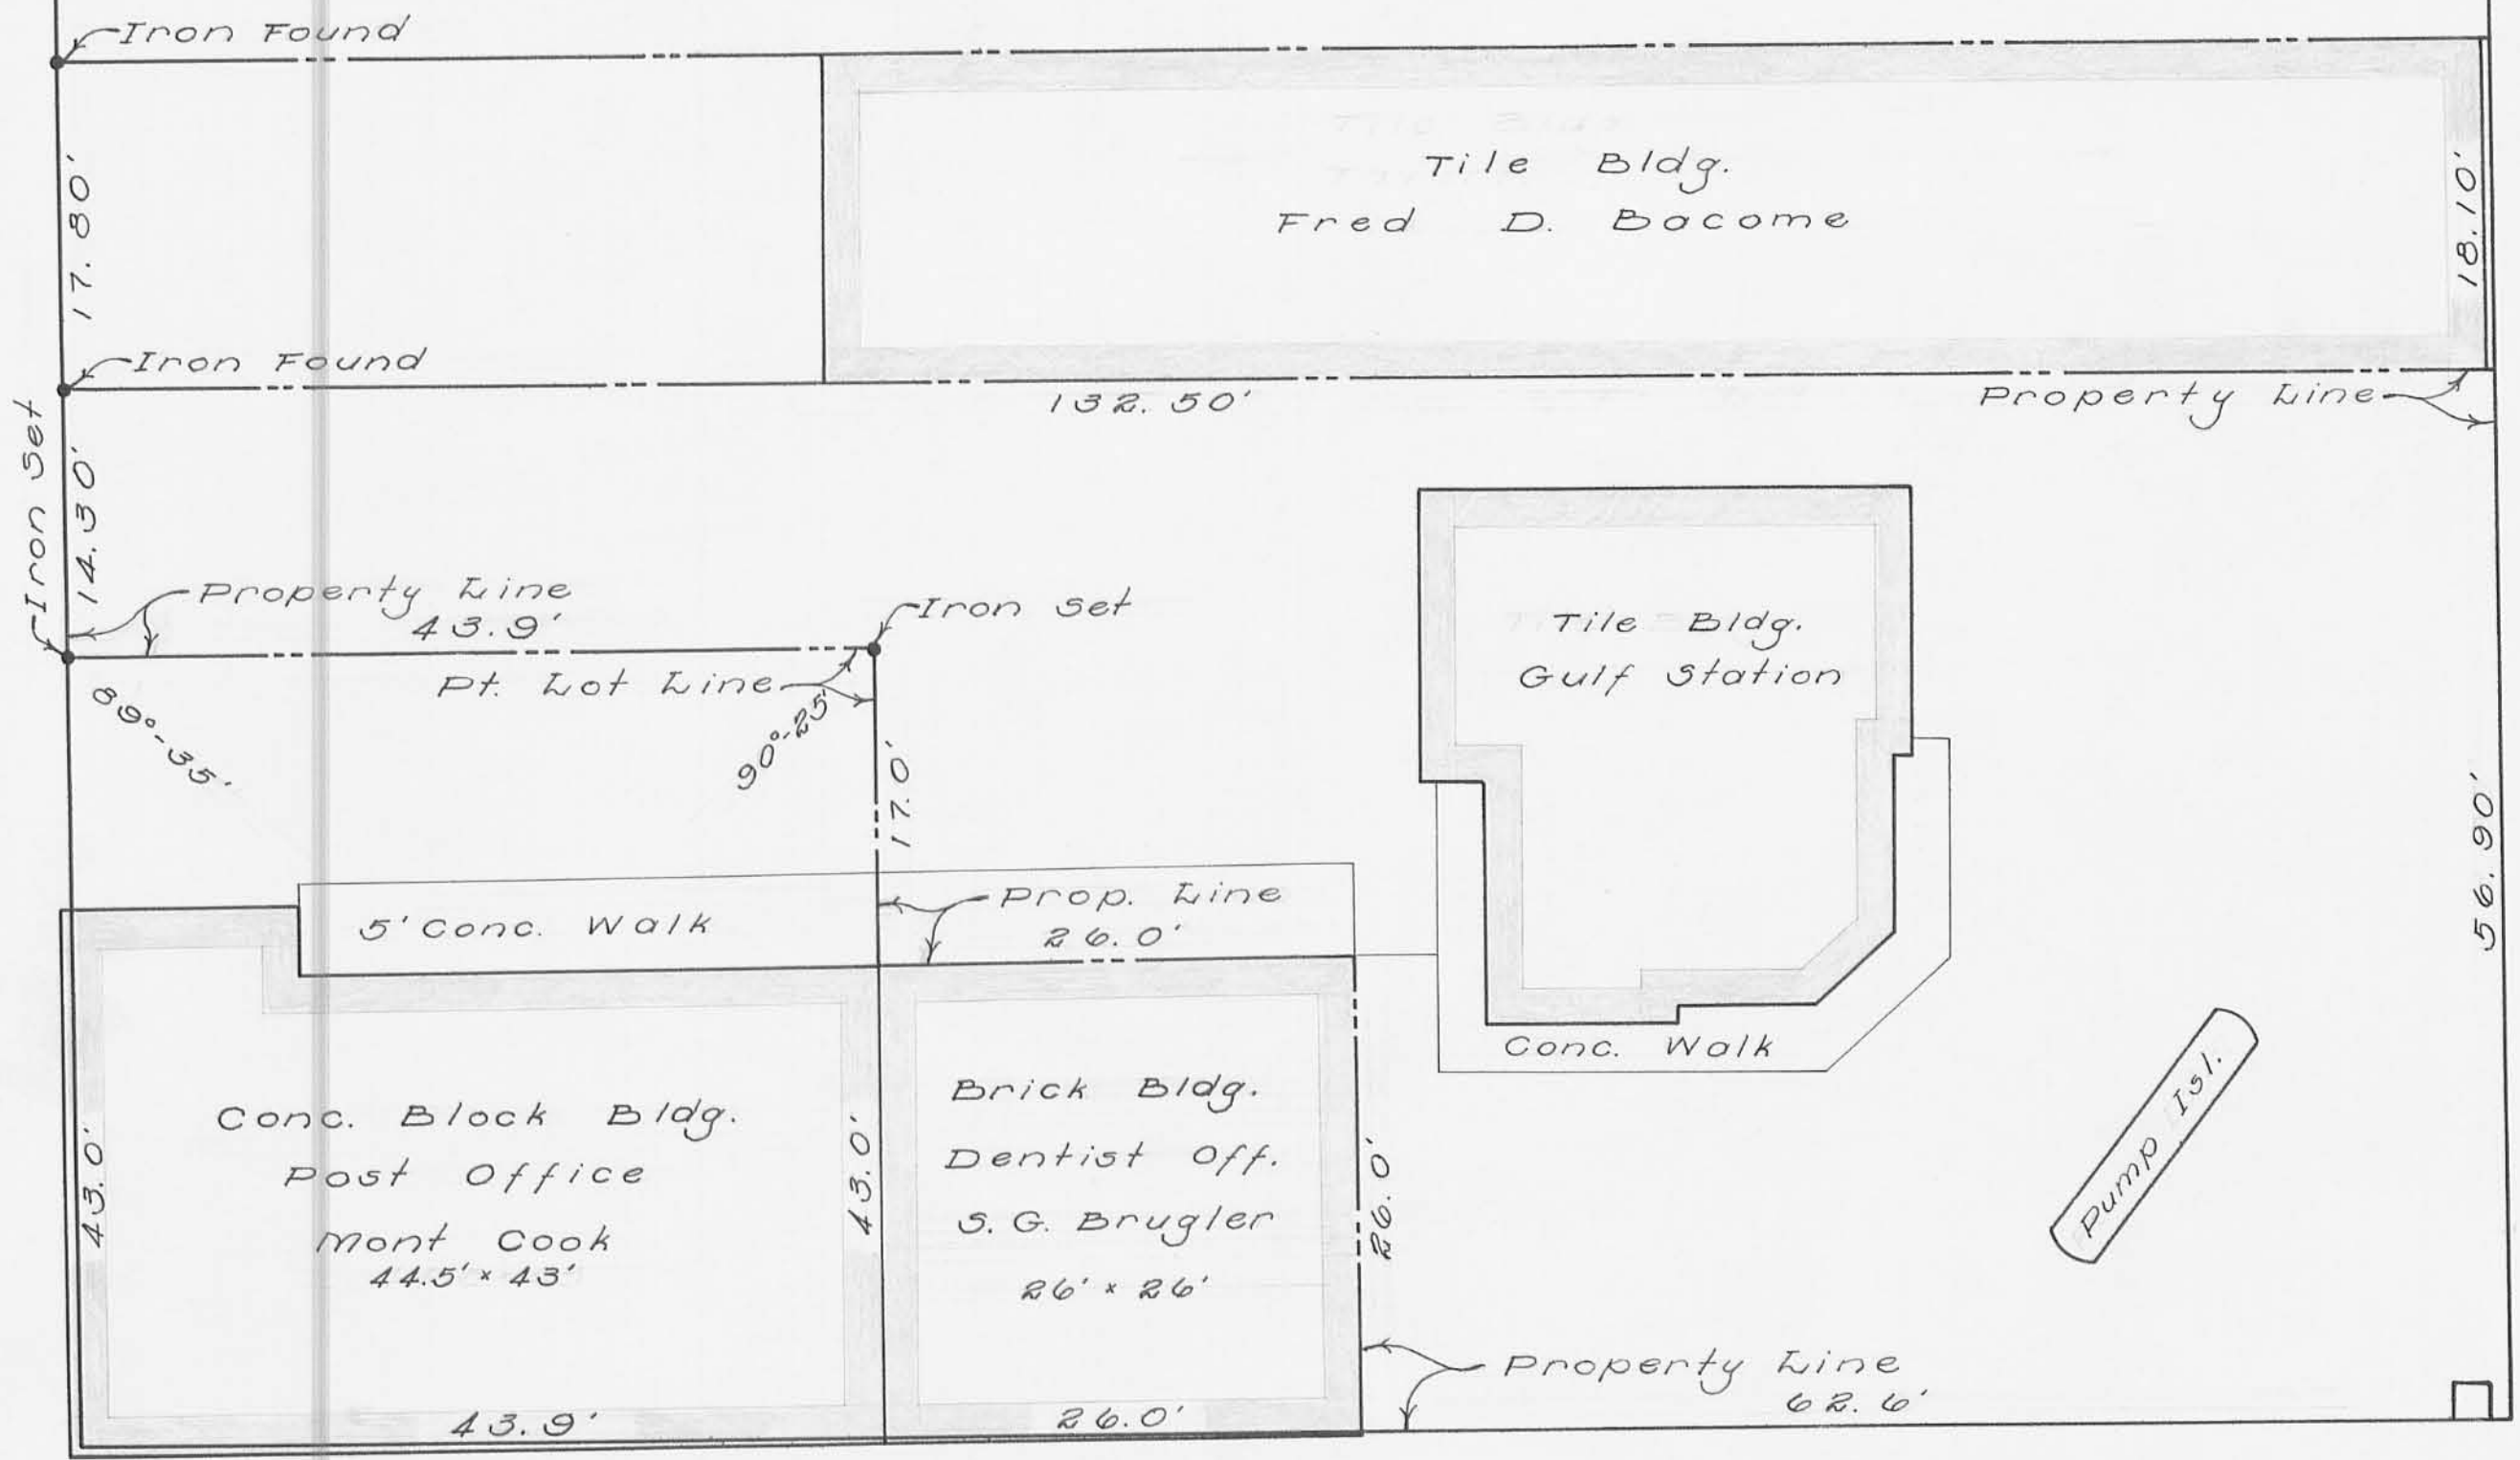 Iron Found
17.80'
Tile Bldg.
Fred D. Bacome
18.10'
Iron Found
132.50'
Property Line
Iron Set
14.30'
Property Line
43.9'
Iron Set
Pt. Lot Line
89°-35'
90°-25'
17.0'
Tile Bldg.
Gulf Station
56.90'
5' Conc. Walk
Prop. Line
26.0'
Conc. Walk
Pump Isl.
Conc. Block Bldg.
Post Office
Mont Cook
44.5' x 43'
43.0'
43.0'
43.9'
Brick Bldg.
Dentist Off.
S. G. Brugler
26' x 26'
26.0'
26.0'
Property Line
62.6'